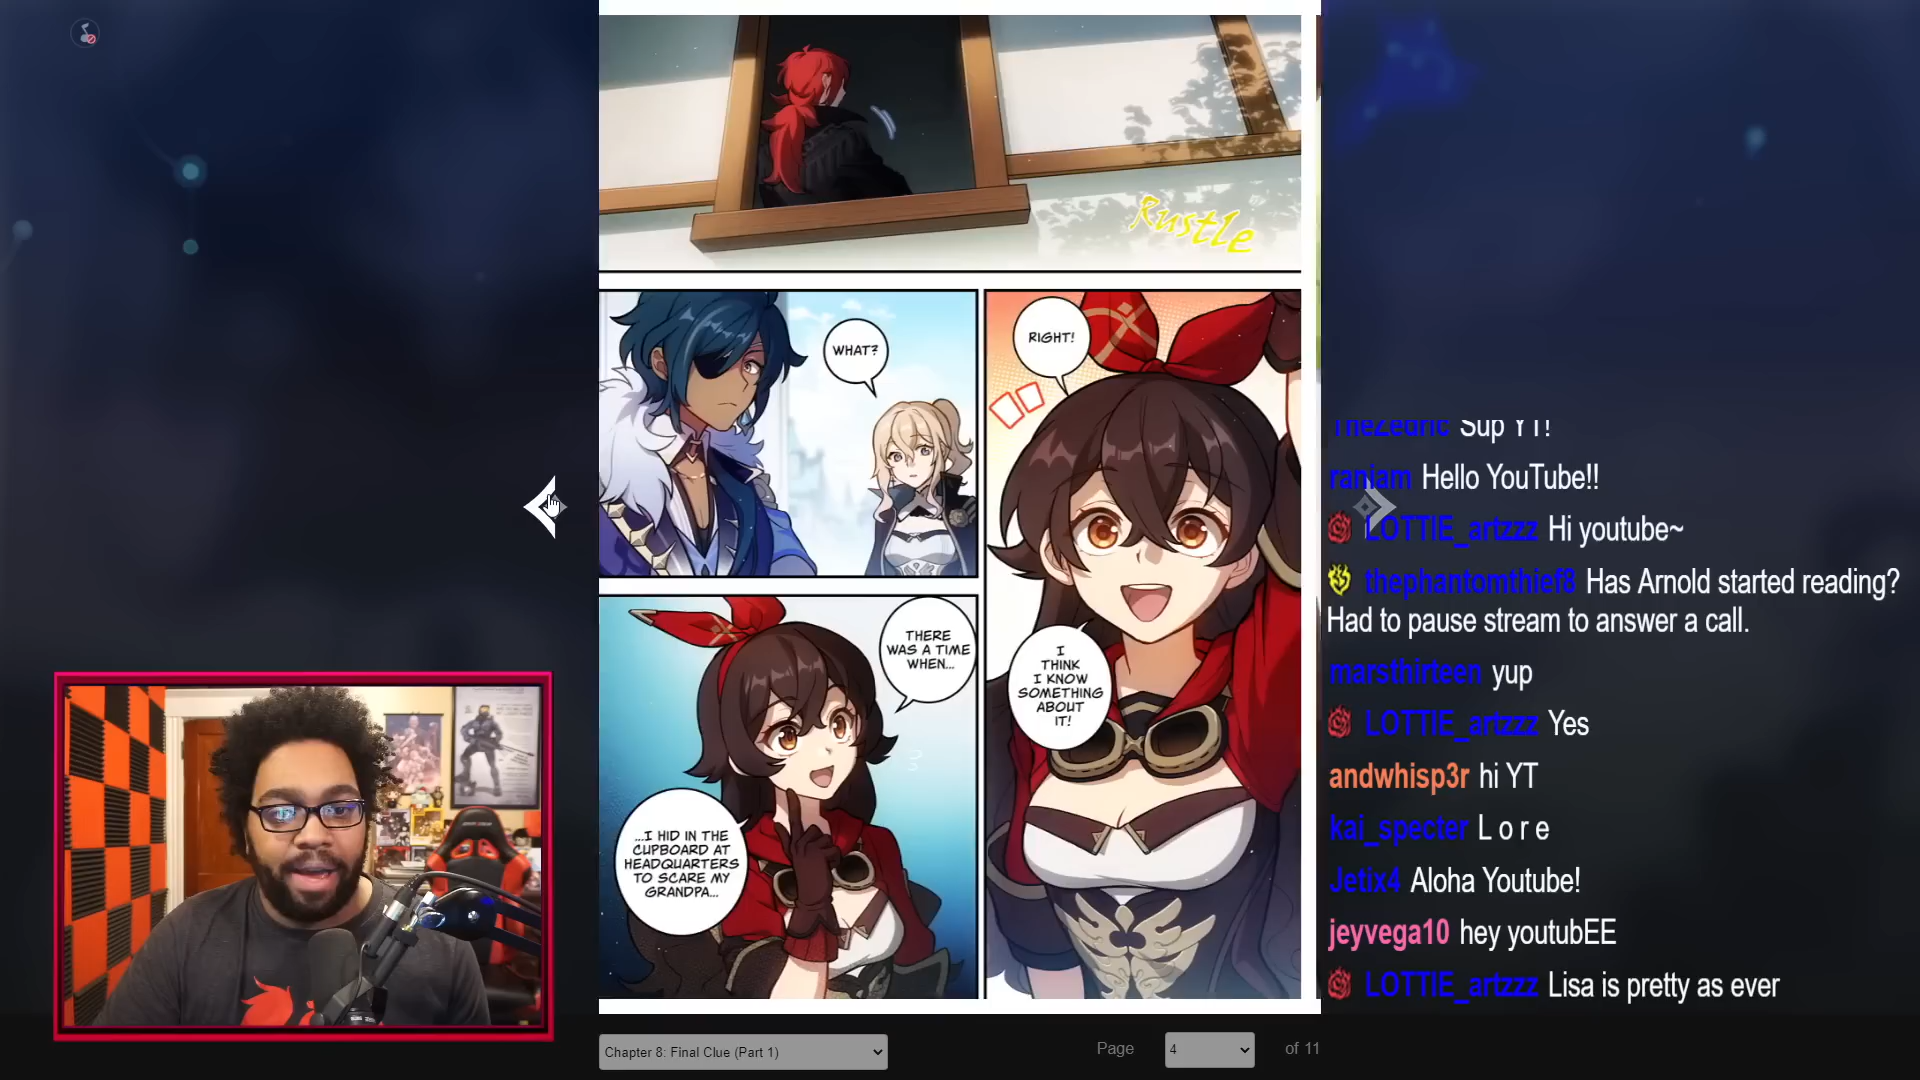 Rustle
WHAT?
RIGHT!
I
THINK
I KNOW
SOMETHING
ABOUT
IT!
THERE
WAS A TIME
WHEN...
...I HID IN THE
CUPBOARD AT
HEADQUARTERS
TO SCARE MY
GRANDPA...
TheZedric Sup YT!
ranjam Hello YouTube!!
LOTTIE_artzzz Hi youtube~
thephantomthief8 Has Arnold started reading?
Had to pause stream to answer a call.
marsthirteen yup
LOTTIE_artzzz Yes
andwhisp3r hi YT
kai_specter L o r e
Jetix4 Aloha Youtube!
jeyvega10 hey youtubEE
LOTTIE_artzzz Lisa is pretty as ever
Chapter 8: Final Clue (Part 1)
Page 4 of 11